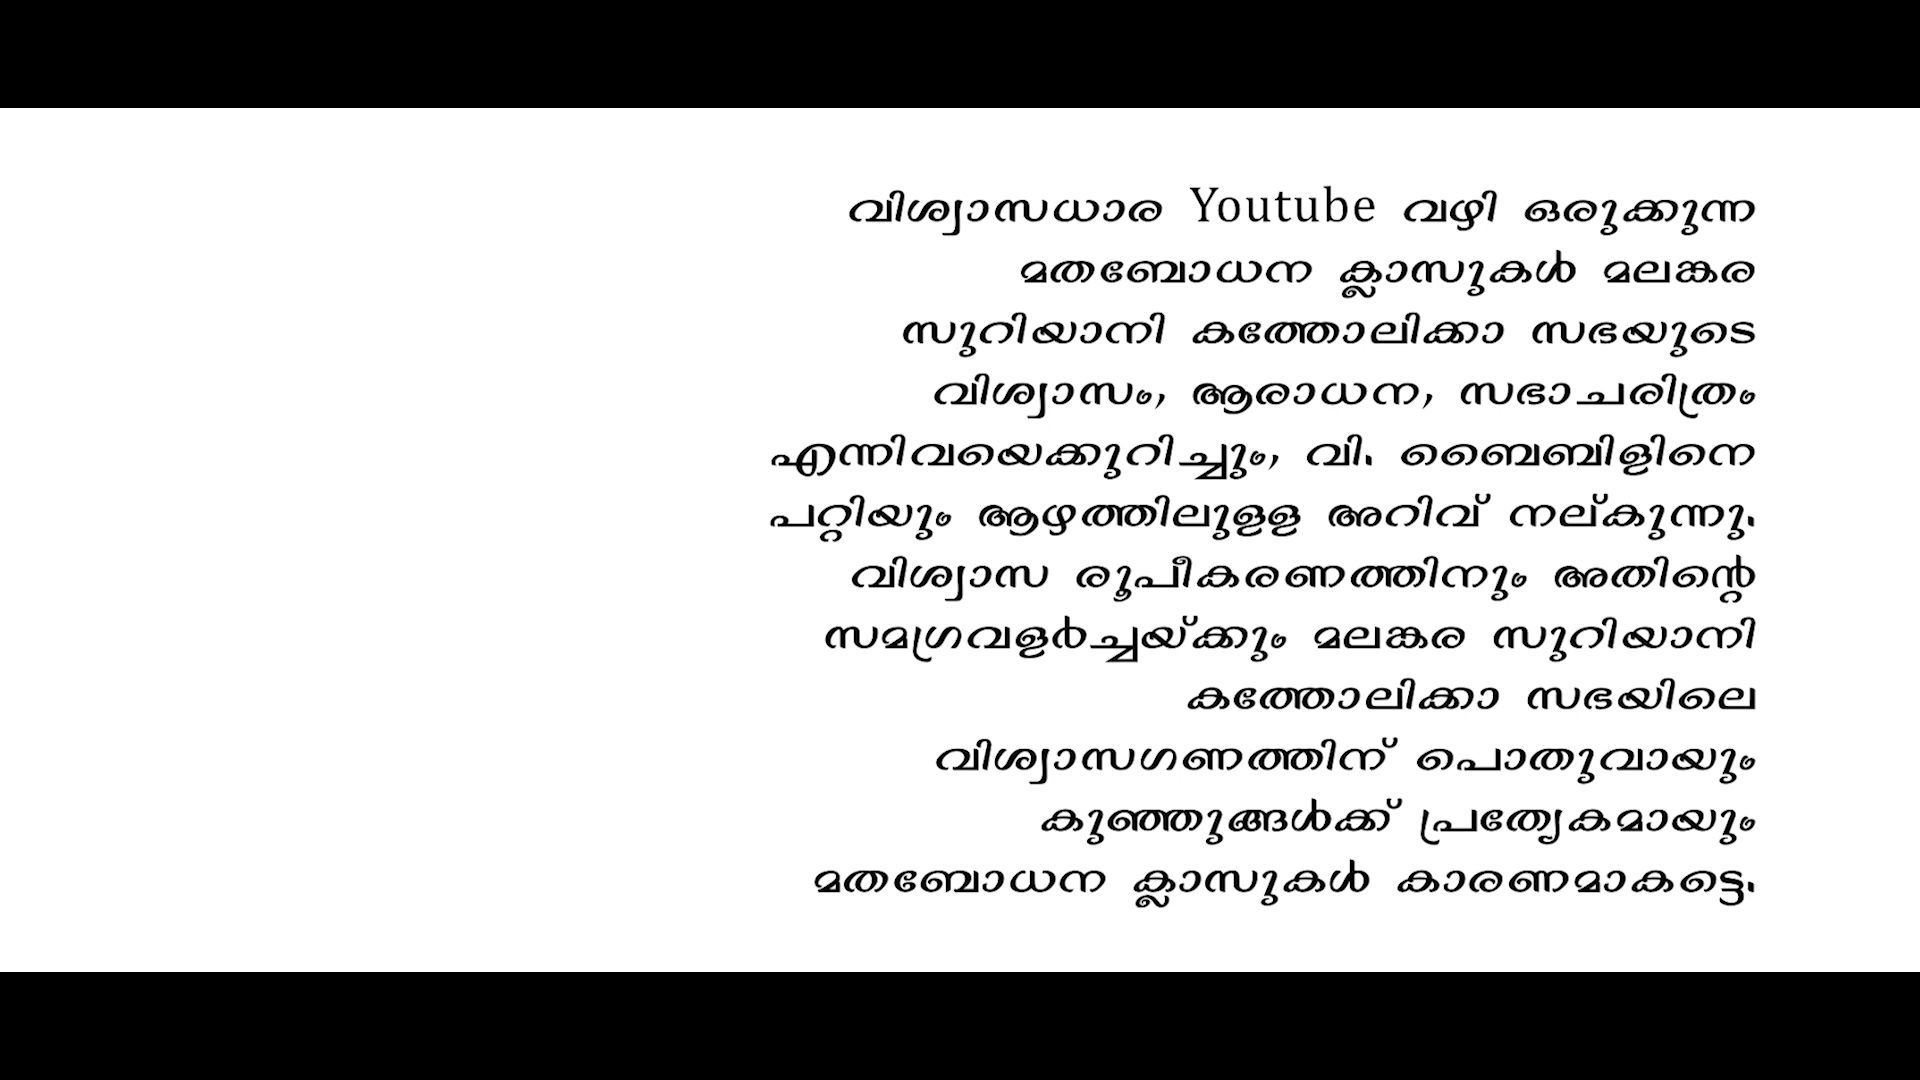 വിശ്വാസധാര Youtube വഴി ഒരുക്കുന്ന
മതബോധന ക്ലാസുകൾ മലങ്കര
സുറിയാനി കത്തോലിക്കാ സഭയുടെ
വിശ്വാസം, ആരാധന, സഭാചരിത്രം
എന്നിവയെക്കുറിച്ചും, വി. ബൈബിളിനെ
പറ്റിയും ആഴത്തിലുളള അറിവ് നല്കുന്നു.
വിശ്വാസ രൂപീകരണത്തിനും അതിന്റെ
സമഗ്രവളർച്ചയ്ക്കും മലങ്കര സുറിയാനി
കത്തോലിക്കാ സഭയിലെ
വിശ്വാസഗണത്തിന് പൊതുവായും
കുഞ്ഞുങ്ങൾക്ക് പ്രത്യേകമായും
മതബോധന ക്ലാസുകൾ കാരണമാകട്ടെ.